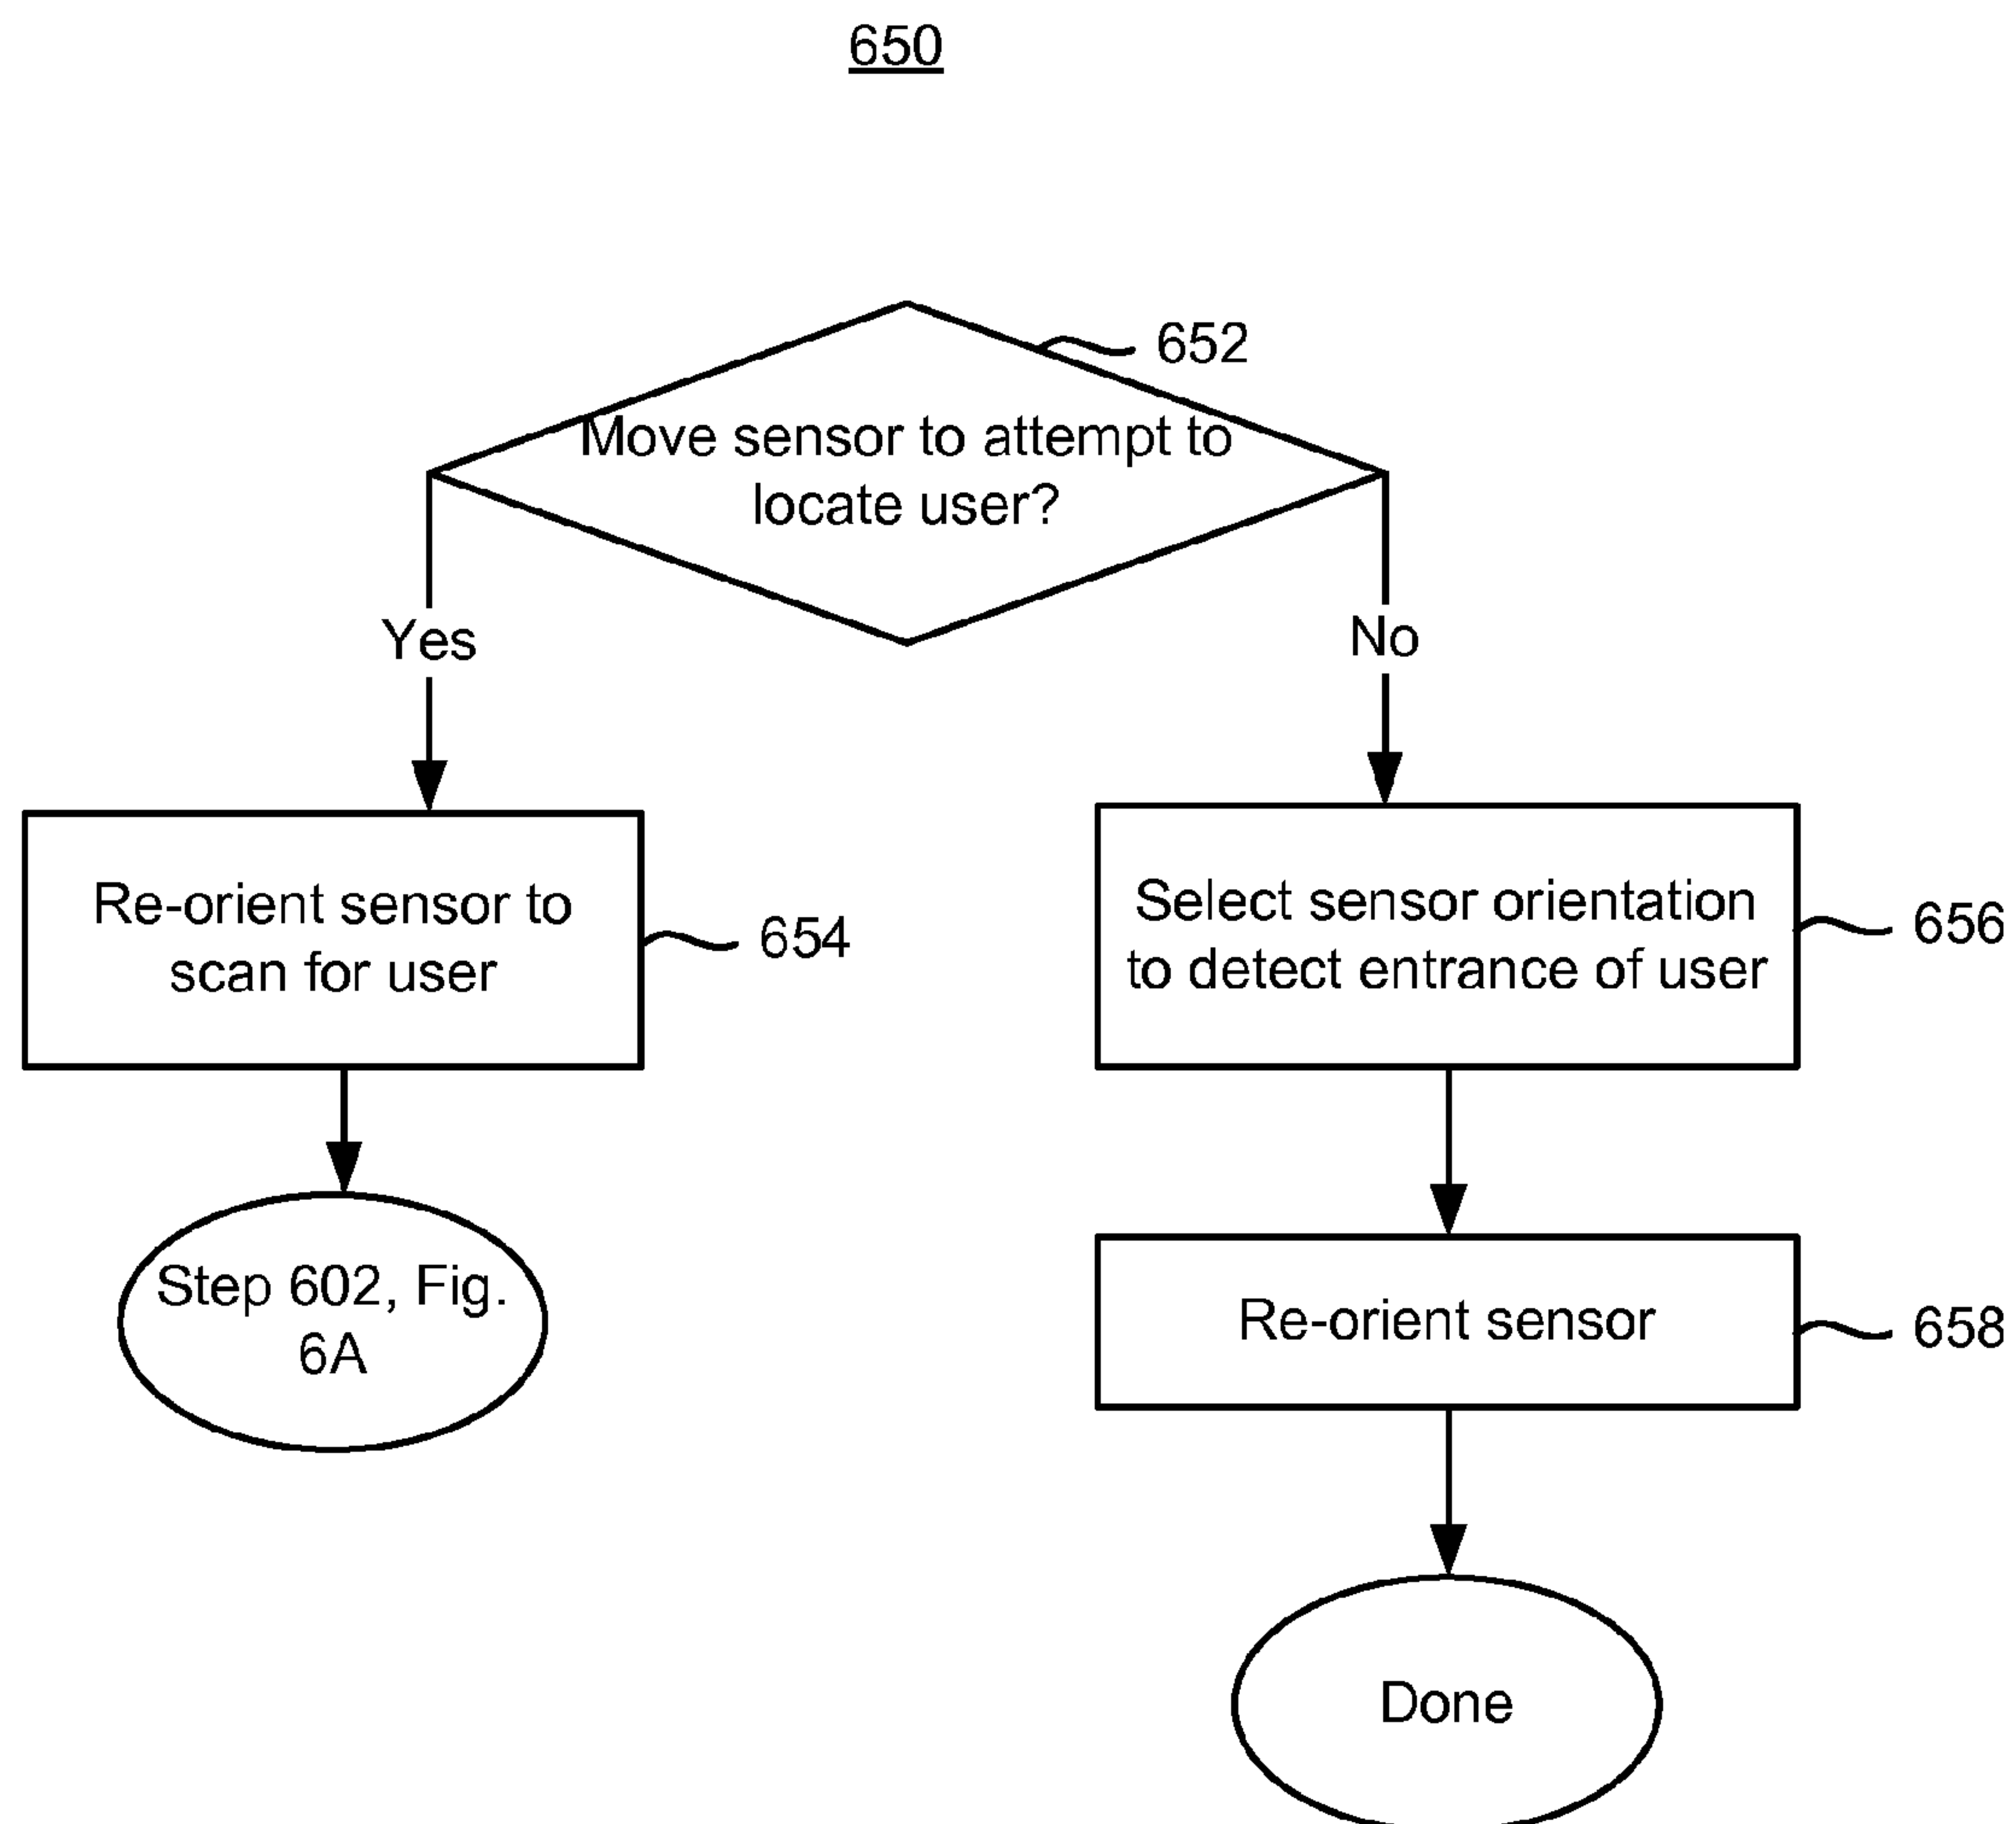 650
652
Move sensor to attempt to
locate user?
Yes
No
Re-orient sensor to
scan for user
654
Select sensor orientation
to detect entrance of user
656
Step 602, Fig.
6A
Re-orient sensor
658
Done